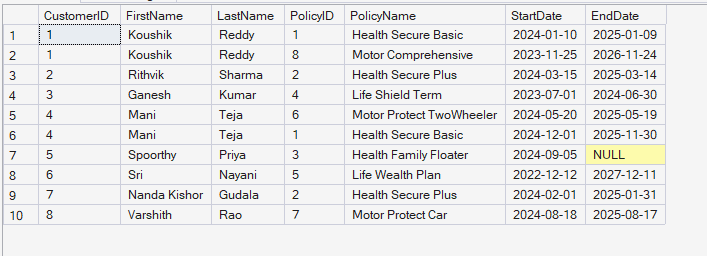 CustomerID FirstName LastName PolicyID PolicyName StartDate EndDate
1 1 Koushik Reddy 1 Health Secure Basic 2024-01-10 2025-01-09
2 1 Koushik Reddy 8 Motor Comprehensive 2023-11-25 2026-11-24
3 2 Rithvik Sharma 2 Health Secure Plus 2024-03-15 2025-03-14
4 3 Ganesh Kumar 4 Life Shield Term 2023-07-01 2024-06-30
5 4 Mani Teja 6 Motor Protect TwoWheeler 2024-05-20 2025-05-19
6 4 Mani Teja 1 Health Secure Basic 2024-12-01 2025-11-30
7 5 Spoorthy Priya 3 Health Family Floater 2024-09-05 NULL
8 6 Sri Nayani 5 Life Wealth Plan 2022-12-12 2027-12-11
9 7 Nanda Kishor Gudala 2 Health Secure Plus 2024-02-01 2025-01-31
10 8 Varshith Rao 7 Motor Protect Car 2024-08-18 2025-08-17